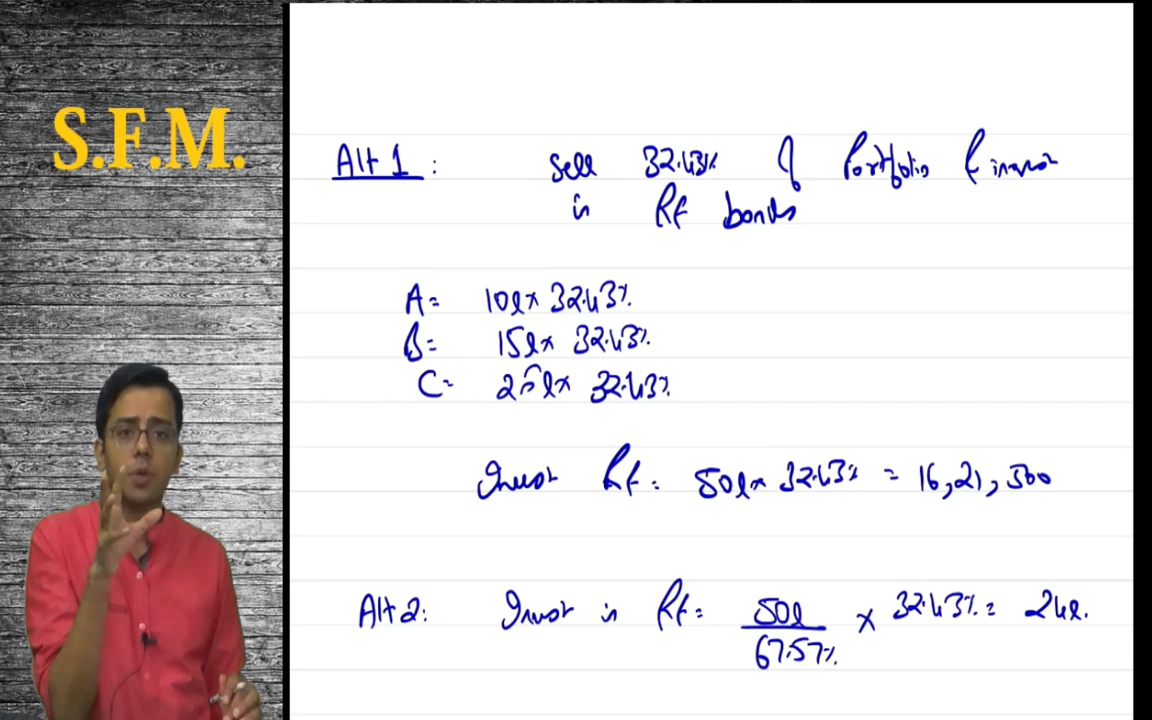 S.F.M.
Alt 1 : Sell 32.43% of Portfolio & invest
in Rf bonds
A= 10l x 32.43%
B= 15l x 32.43%
C= 25l x 32.43%
Invest Rf = 50l x 32.43% = 16,21,500
Alt 2: Invest in Rf = 50l / 67.57% x 32.43% = 24l.